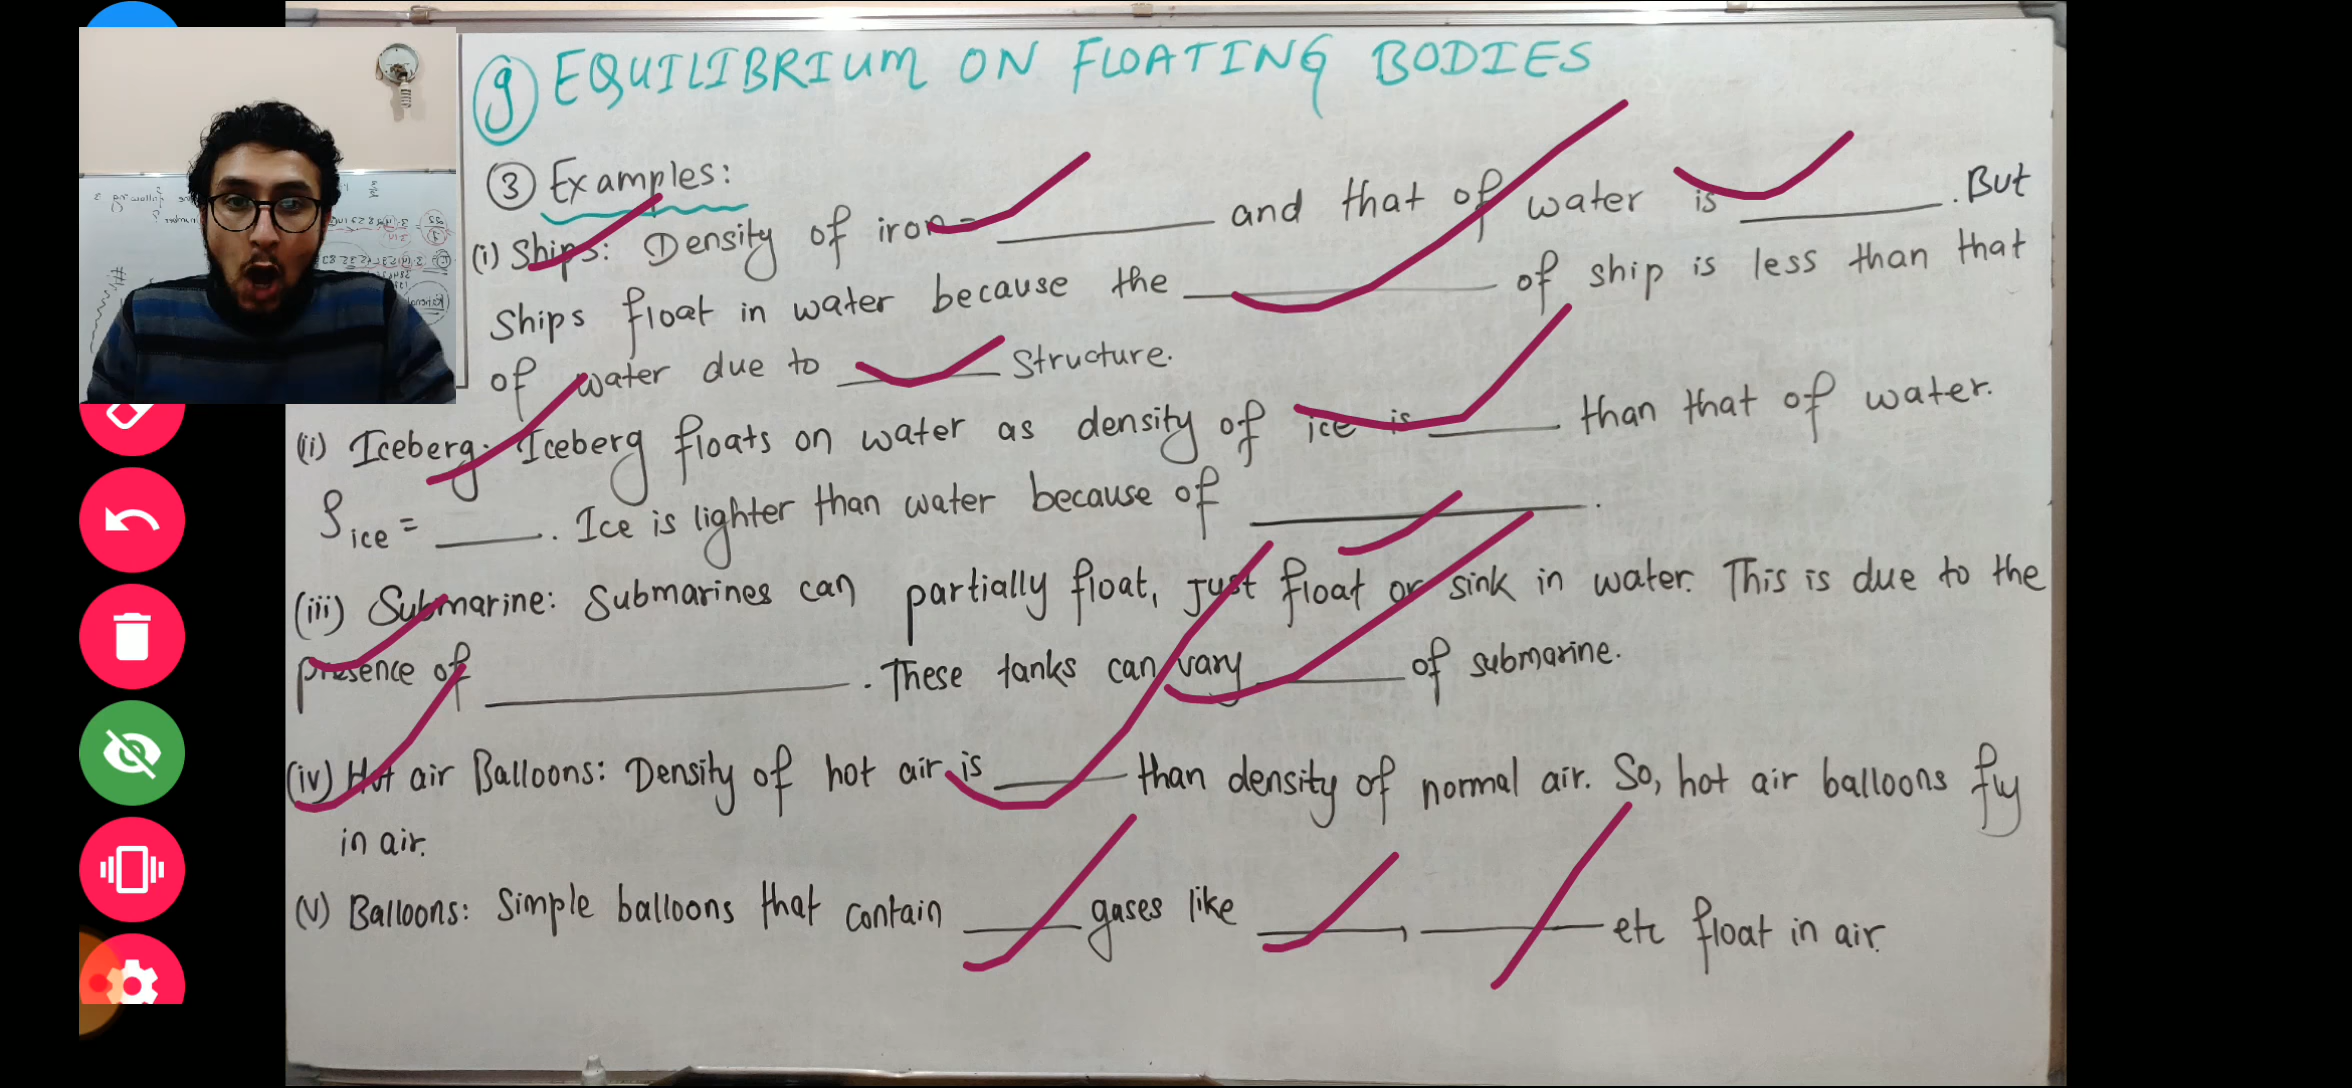 9 EQUILIBRIUM ON FLOATING BODIES
3 Examples:
(i) Ships: Density of iron = ________ and that of water is ________. But
Ships float in water because the ________ of ship is less than that
of water due to ________ Structure.
(ii) Iceberg: Iceberg floats on water as density of ice is ________ than that of water.
ρice = ________. Ice is lighter than water because of ________.
(iii) Submarine: Submarines can partially float, Just float or sink in water. This is due to the
presence of ________. These tanks can vary ________ of submarine.
(iv) Hot air Balloons: Density of hot air is ________ than density of normal air. So, hot air balloons fly
in air.
(v) Balloons: Simple balloons that contain ________ gases like ________, ________ etc float in air.